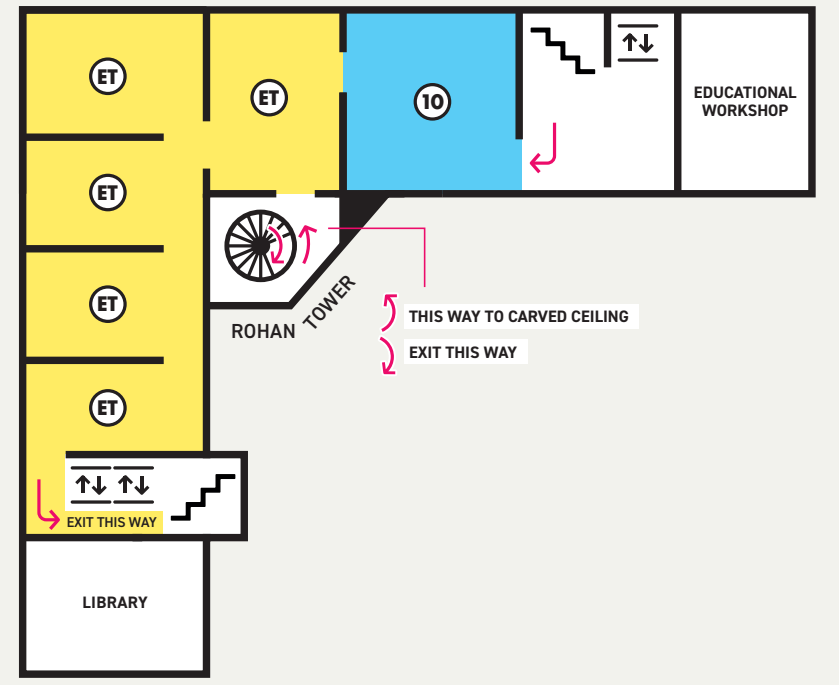 ET
ET
10
EDUCATIONAL
WORKSHOP
ET
ET
ROHAN TOWER
THIS WAY TO CARVED CEILING
EXIT THIS WAY
ET
EXIT THIS WAY
LIBRARY